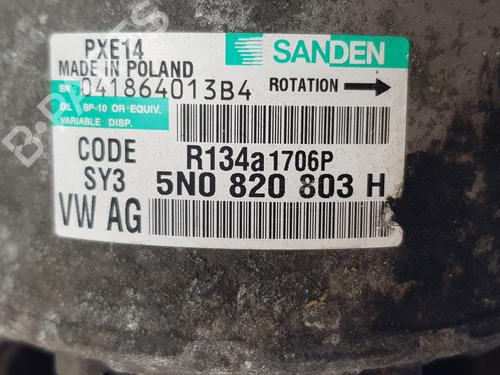 PXE14 SANDEN
MADE IN POLAND
SN: 041864013B4 ROTATION
OIL: SP-10 OR EQUIV.
VARIABLE DISP.
CODE R134a 1706P
SY3 5N0 820 803 H
VW AG